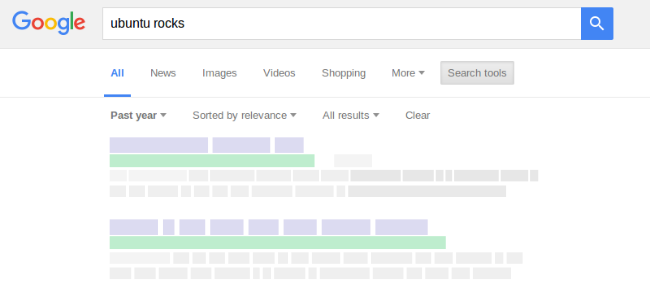 Google ubuntu rocks
All News Images Videos Shopping More Search tools
Past year Sorted by relevance All results Clear